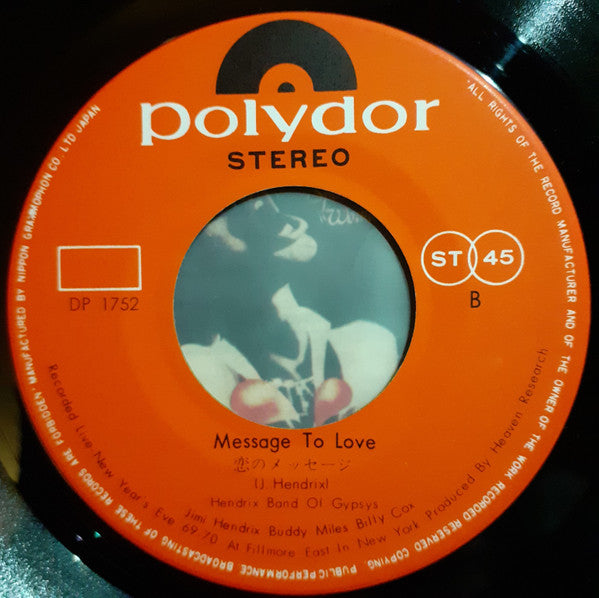 polydor
STEREO
DP 1752
ST 45
B
Message To Love
恋のメッセージ
(J. Hendrix)
Hendrix Band Of Gypsys
Jimi Hendrix Buddy Miles Billy Cox
Recorded Live New Year's Eve 69.70 At Fillmore East In New York Produced By Heaven Research
ALL RIGHTS OF THE RECORD MANUFACTURER AND OF THE OWNER OF THE WORK RECORDED RESERVED COPYING, PUBLIC PERFORMANCE BROADCASTING OF THESE RECORDS ARE FORBIDDEN. MANUFACTURED BY NIPPON GRAMMOPHON CO. LTD JAPAN